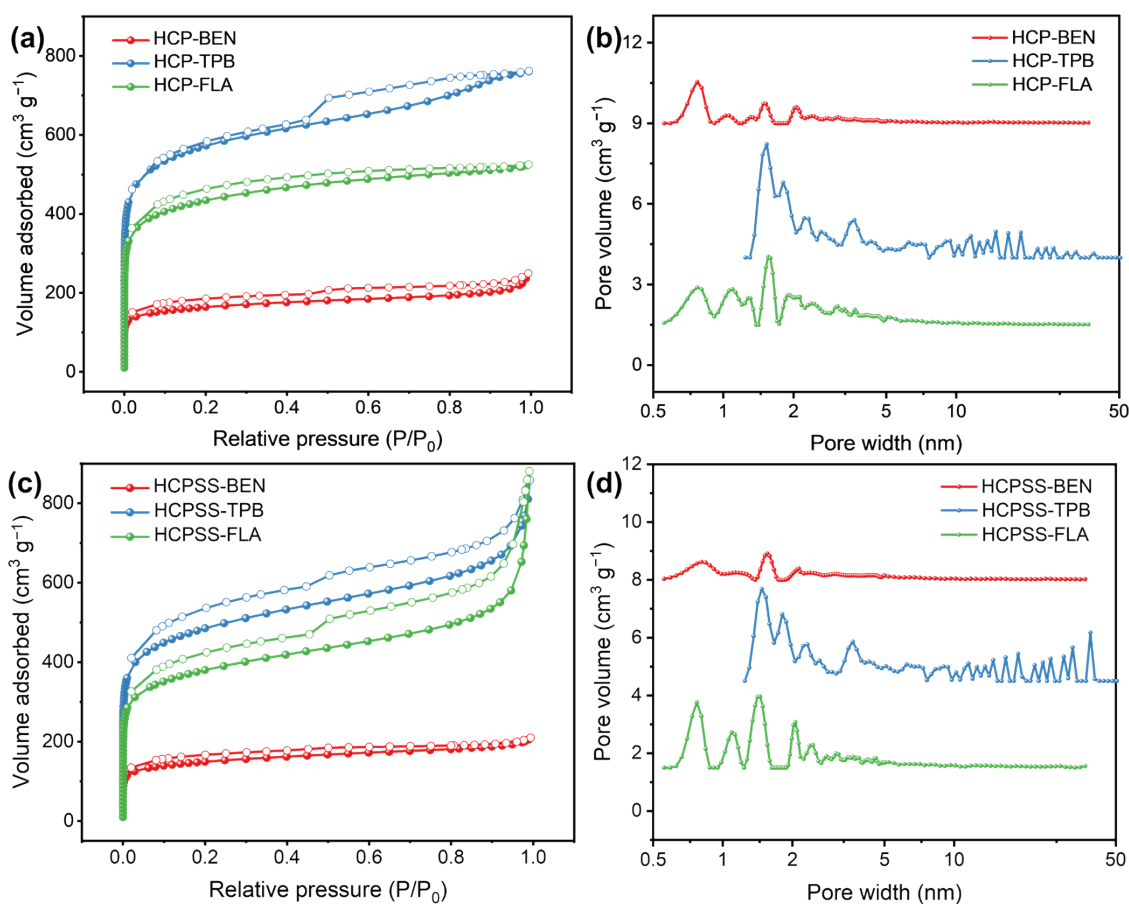 (a)
HCP-BEN
HCP-TPB
HCP-FLA
800
600
400
200
0
0.0 0.2 0.4 0.6 0.8 1.0
Volume adsorbed (cm³ g⁻¹)
Relative pressure (P/P₀)
(b)
HCP-BEN
HCP-TPB
HCP-FLA
12
9
6
3
0
0.5 1 2 5 10 50
Pore volume (cm³ g⁻¹)
Pore width (nm)
(c)
HCPSS-BEN
HCPSS-TPB
HCPSS-FLA
800
600
400
200
0
0.0 0.2 0.4 0.6 0.8 1.0
Volume adsorbed (cm³ g⁻¹)
Relative pressure (P/P₀)
(d)
HCPSS-BEN
HCPSS-TPB
HCPSS-FLA
12
10
8
6
4
2
0
0.5 1 2 5 10 50
Pore volume (cm³ g⁻¹)
Pore width (nm)